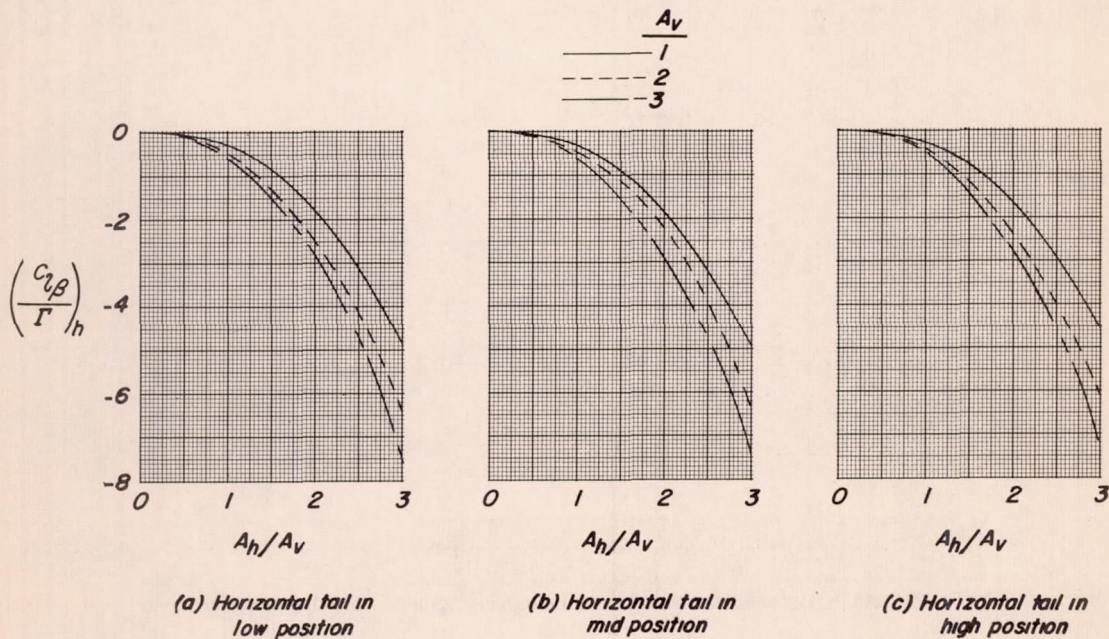 A_v
1
2
3
0
-2
-4
-6
-8
(C_lβ/Γ)_h
0 1 2 3
0 1 2 3
0 1 2 3
A_h/A_v
A_h/A_v
A_h/A_v
(a) Horizontal tail in
low position
(b) Horizontal tail in
mid position
(c) Horizontal tail in
high position